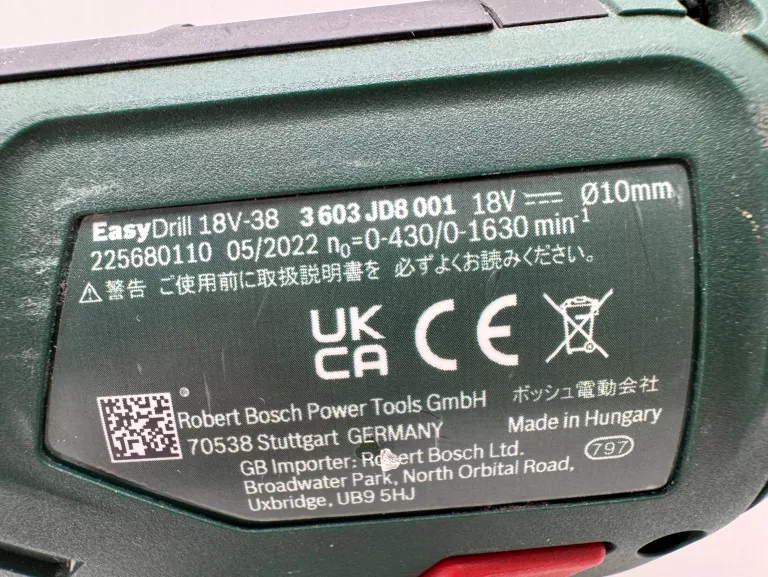 EasyDrill 18V-38 3 603 JD8 001 18V ⎓ Ø10mm
225680110 05/2022 n₀=0-430/0-1630 min⁻¹
⚠ 警告 ご使用前に取扱説明書を 必ずよくお読みください。
UK
CA
CE
Robert Bosch Power Tools GmbH
70538 Stuttgart GERMANY
ボッシュ電動会社
Made in Hungary
797
GB Importer: Robert Bosch Ltd.
Broadwater Park, North Orbital Road,
Uxbridge, UB9 5HJ